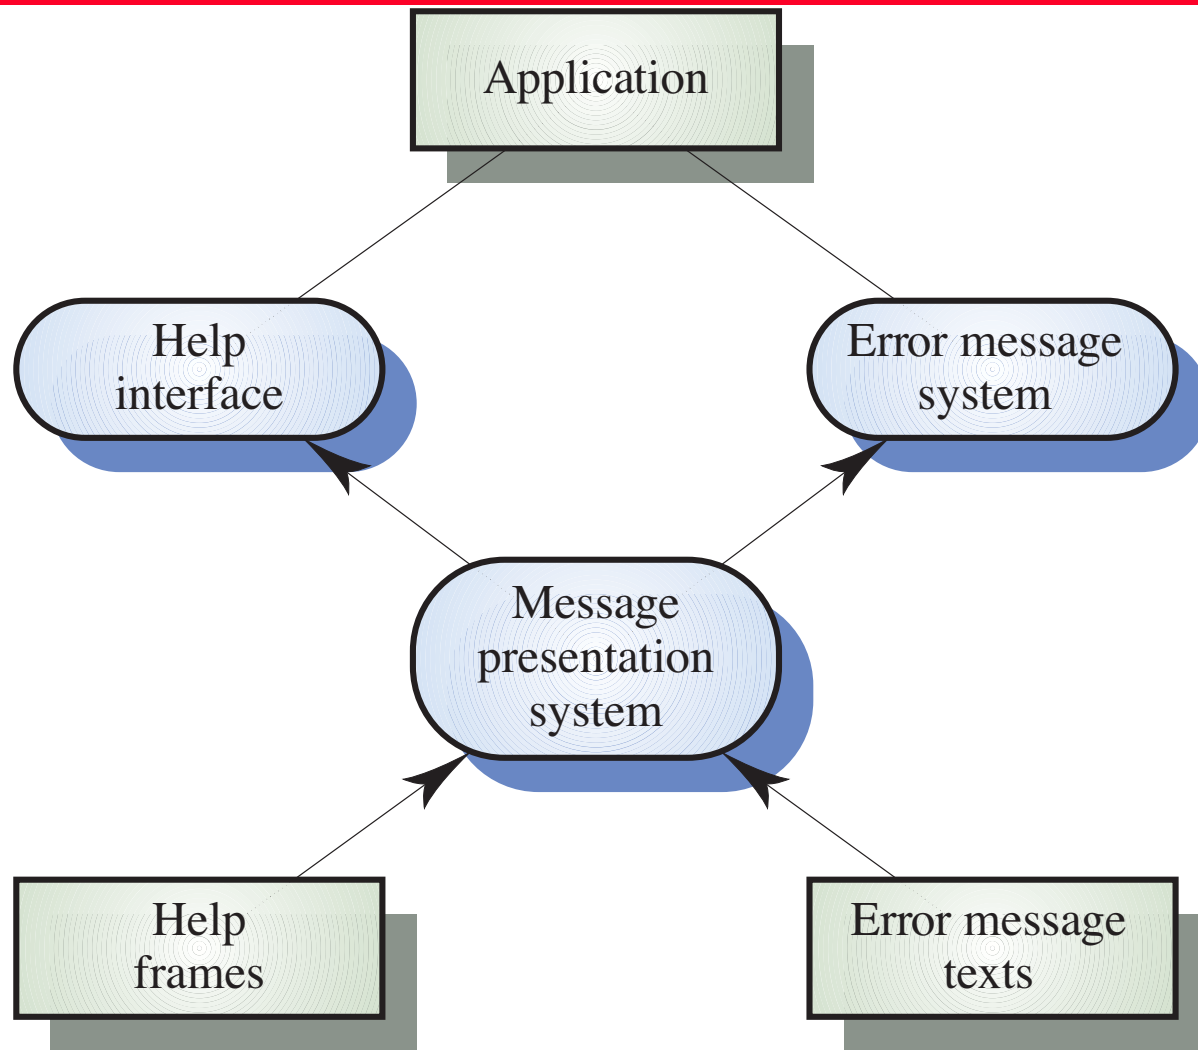 Application
Help
interface
Error message
system
Message
presentation
system
Help
frames
Error message
texts